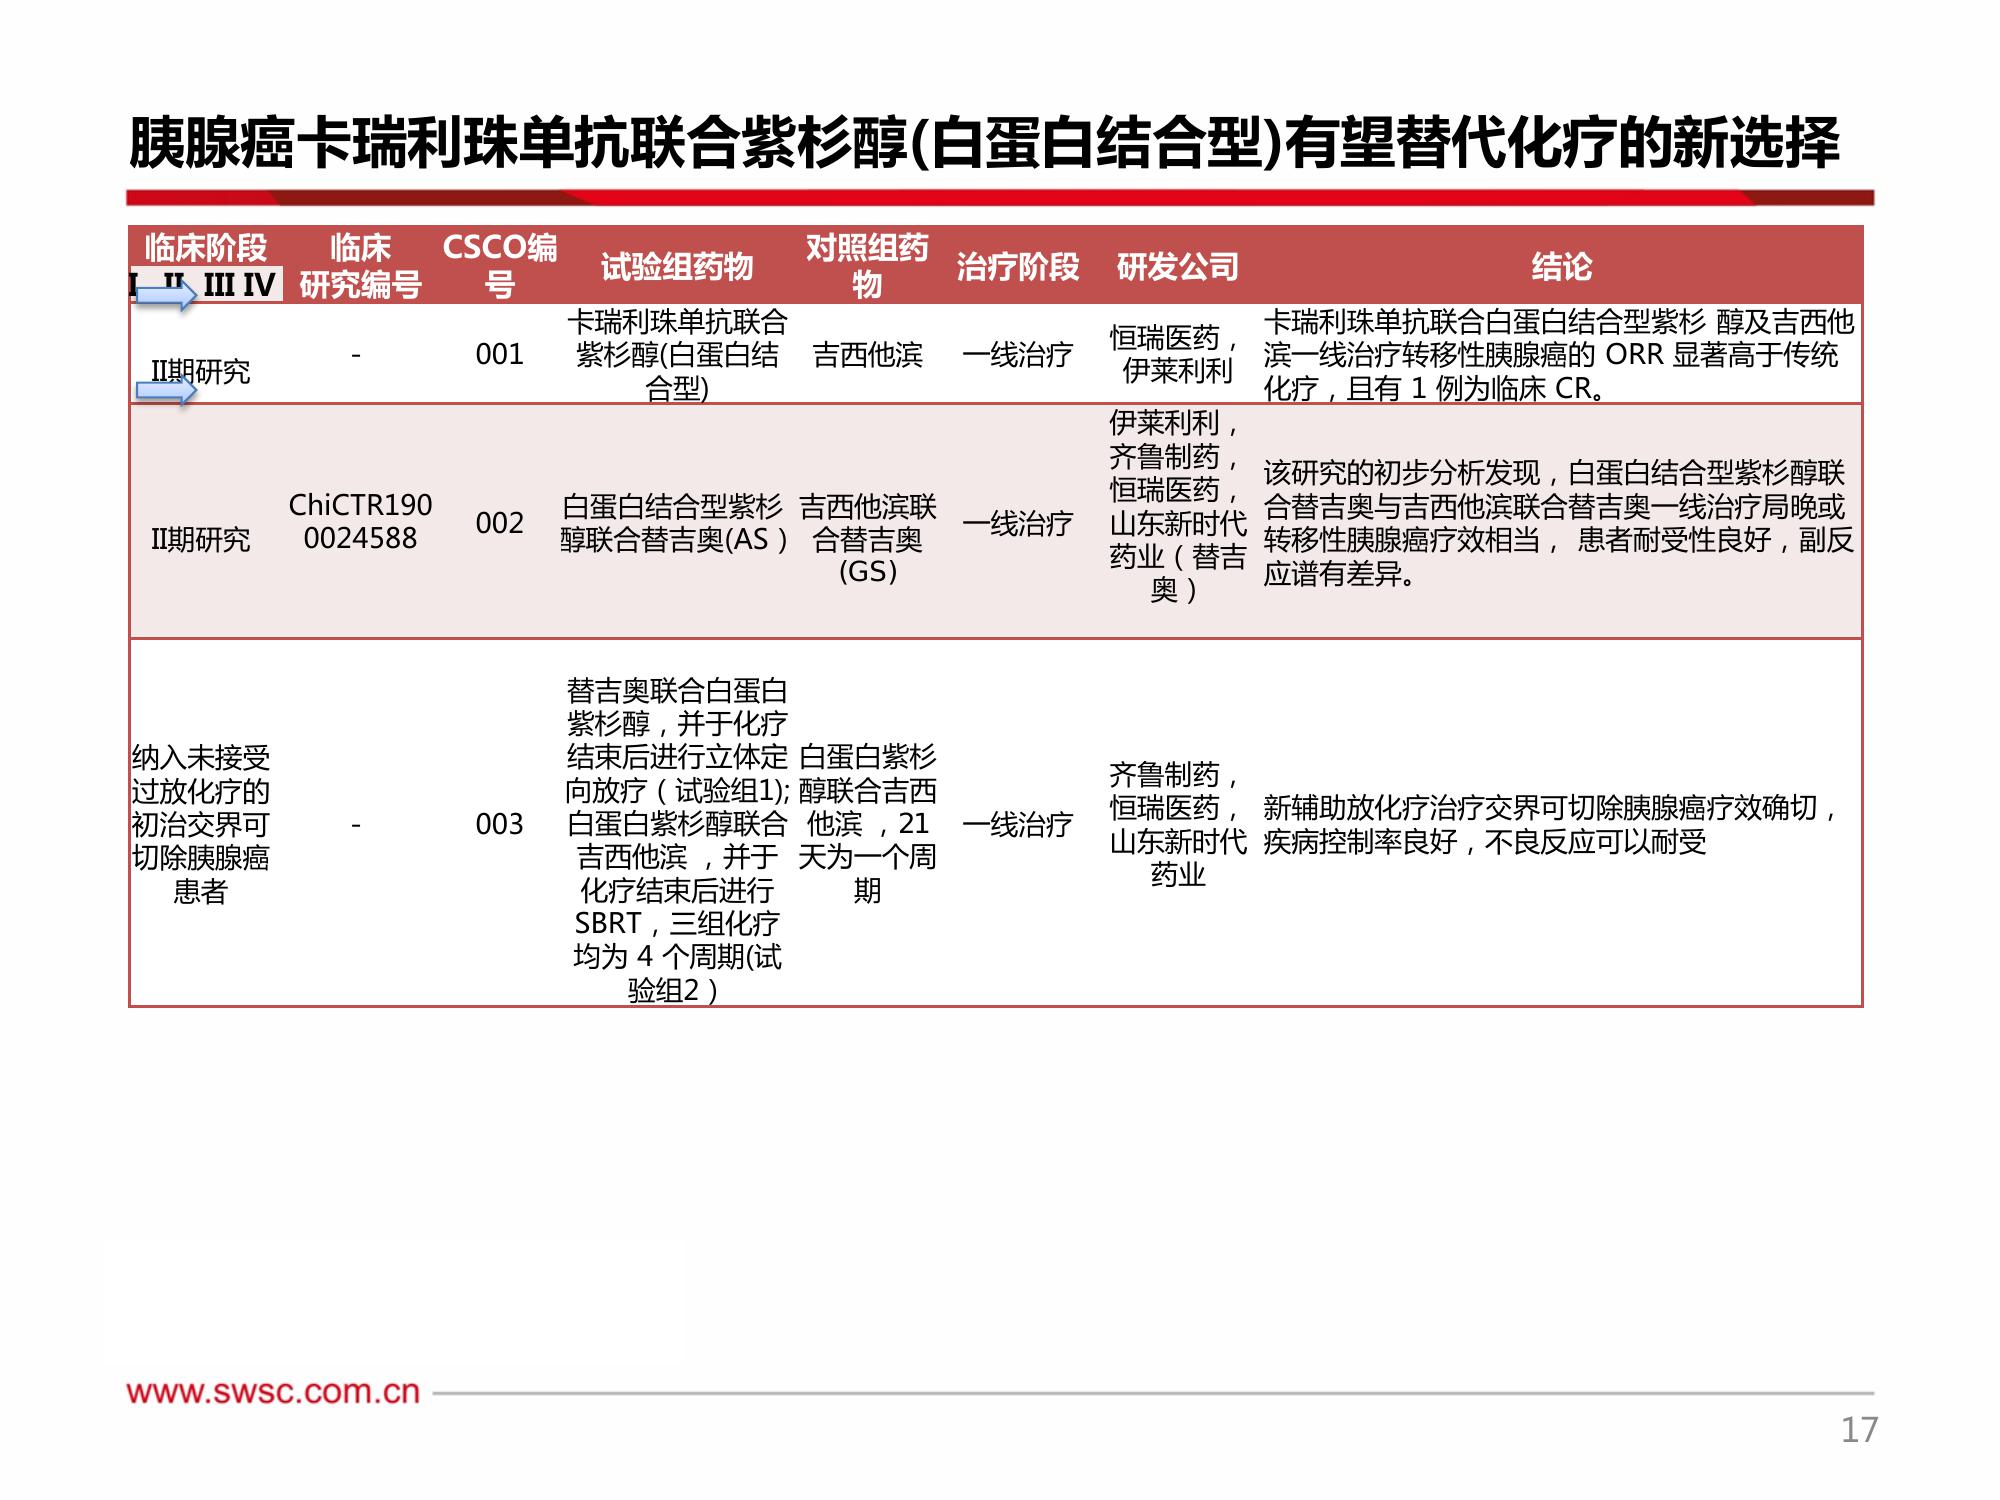 胰腺癌卡瑞利珠单抗联合紫杉醇(白蛋白结合型)有望替代化疗的新选择
临床阶段
I II III IV
临床
研究编号
CSCO编
号
试验组药物
对照组药
物
治疗阶段
研发公司
结论
II期研究
-
001
卡瑞利珠单抗联合
紫杉醇(白蛋白结
合型)
吉西他滨
一线治疗
恒瑞医药，
伊莱利利
卡瑞利珠单抗联合白蛋白结合型紫杉 醇及吉西他
滨一线治疗转移性胰腺癌的 ORR 显著高于传统
化疗，且有 1 例为临床 CR。
II期研究
ChiCTR190
0024588
002
白蛋白结合型紫杉
醇联合替吉奥(AS）
吉西他滨联
合替吉奥
(GS)
一线治疗
伊莱利利，
齐鲁制药，
恒瑞医药，
山东新时代
药业（替吉
奥）
该研究的初步分析发现，白蛋白结合型紫杉醇联
合替吉奥与吉西他滨联合替吉奥一线治疗局晚或
转移性胰腺癌疗效相当， 患者耐受性良好，副反
应谱有差异。
纳入未接受
过放化疗的
初治交界可
切除胰腺癌
患者
-
003
替吉奥联合白蛋白
紫杉醇，并于化疗
结束后进行立体定
向放疗（试验组1);
白蛋白紫杉醇联合
吉西他滨 ，并于
化疗结束后进行
SBRT，三组化疗
均为 4 个周期(试
验组2）
白蛋白紫杉
醇联合吉西
他滨 ，21
天为一个周
期
一线治疗
齐鲁制药，
恒瑞医药，
山东新时代
药业
新辅助放化疗治疗交界可切除胰腺癌疗效确切，
疾病控制率良好，不良反应可以耐受
www.swsc.com.cn
17